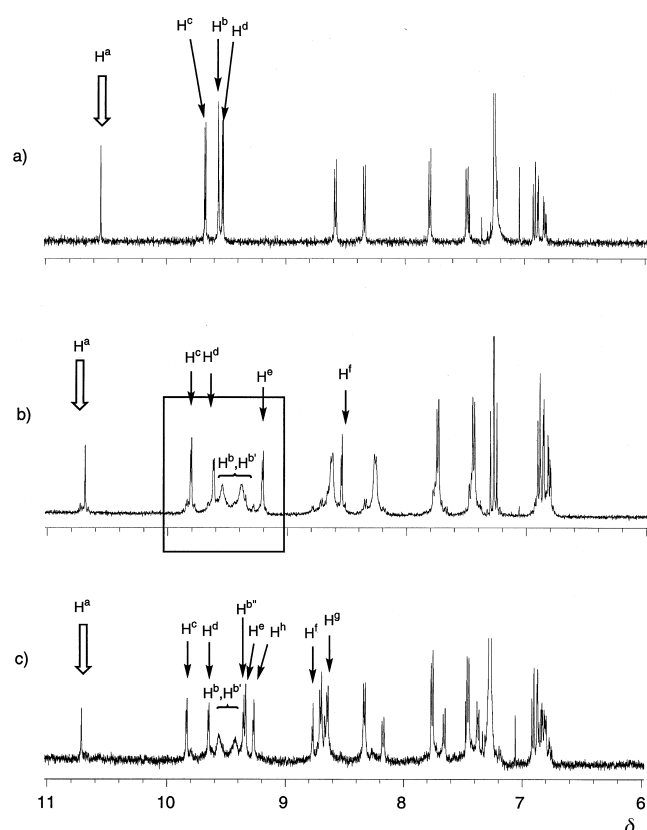 Hᵃ Hᶜ Hᵇ Hᵈ
a)
Hᵃ Hᶜ Hᵈ Hᵉ Hᶠ
b)
Hᵇ,Hᵇ'
Hᵃ Hᶜ Hᵈ Hᵇ" Hᵉ Hʰ Hᶠ Hᵍ
c)
Hᵇ,Hᵇ'
11 10 9 8 7 6
δ